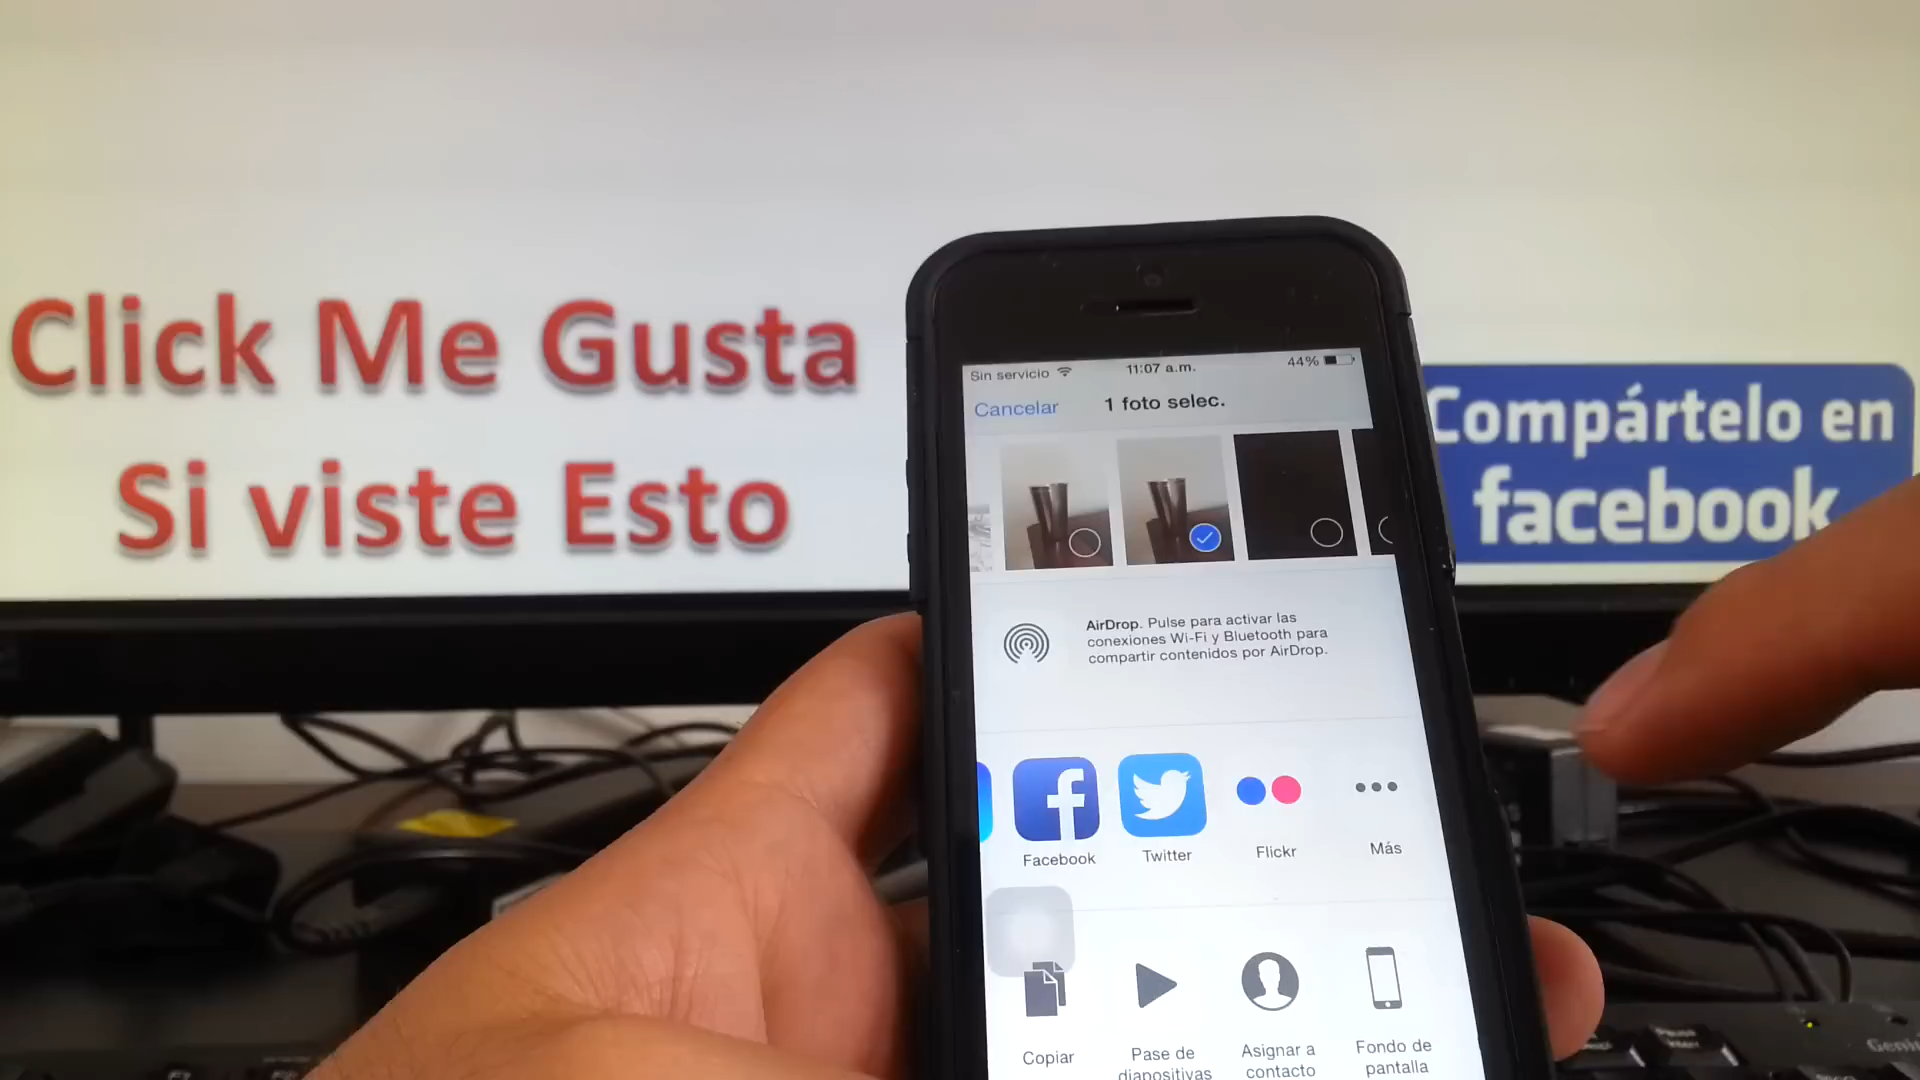 Click Me Gusta
Si viste Esto
Compártelo en
facebook
Sin servicio
11:07 a.m.
44%
Cancelar
1 foto selec.
AirDrop. Pulse para activar las
conexiones Wi-Fi y Bluetooth para
compartir contenidos por AirDrop.
Facebook
Twitter
Flickr
Más
Copiar
Pase de
diapositivas
Asignar a
contacto
Fondo de
pantalla